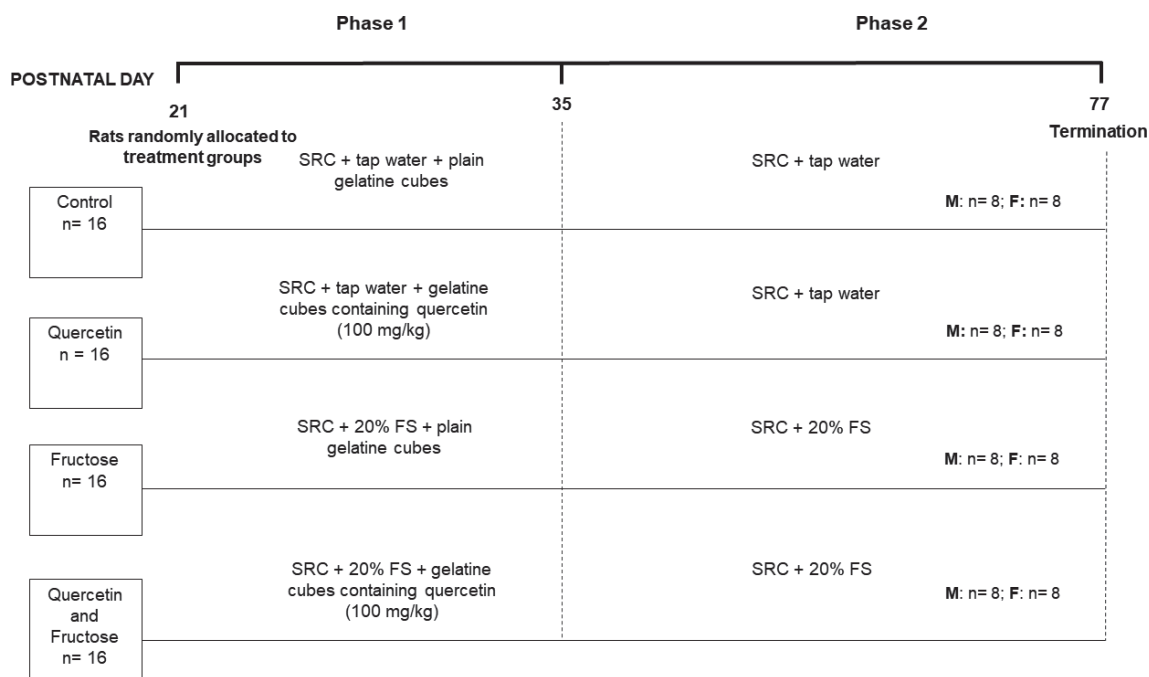 Phase 1
Phase 2
POSTNATAL DAY
21
35
77
Rats randomly allocated to
treatment groups
Termination
SRC + tap water + plain
gelatine cubes
SRC + tap water
Control
n= 16
M: n= 8; F: n= 8
SRC + tap water + gelatine
cubes containing quercetin
(100 mg/kg)
SRC + tap water
Quercetin
n = 16
M: n= 8; F: n= 8
SRC + 20% FS + plain
gelatine cubes
SRC + 20% FS
Fructose
n= 16
M: n= 8; F: n= 8
SRC + 20% FS + gelatine
cubes containing quercetin
(100 mg/kg)
SRC + 20% FS
Quercetin
and
Fructose
n= 16
M: n= 8; F: n= 8